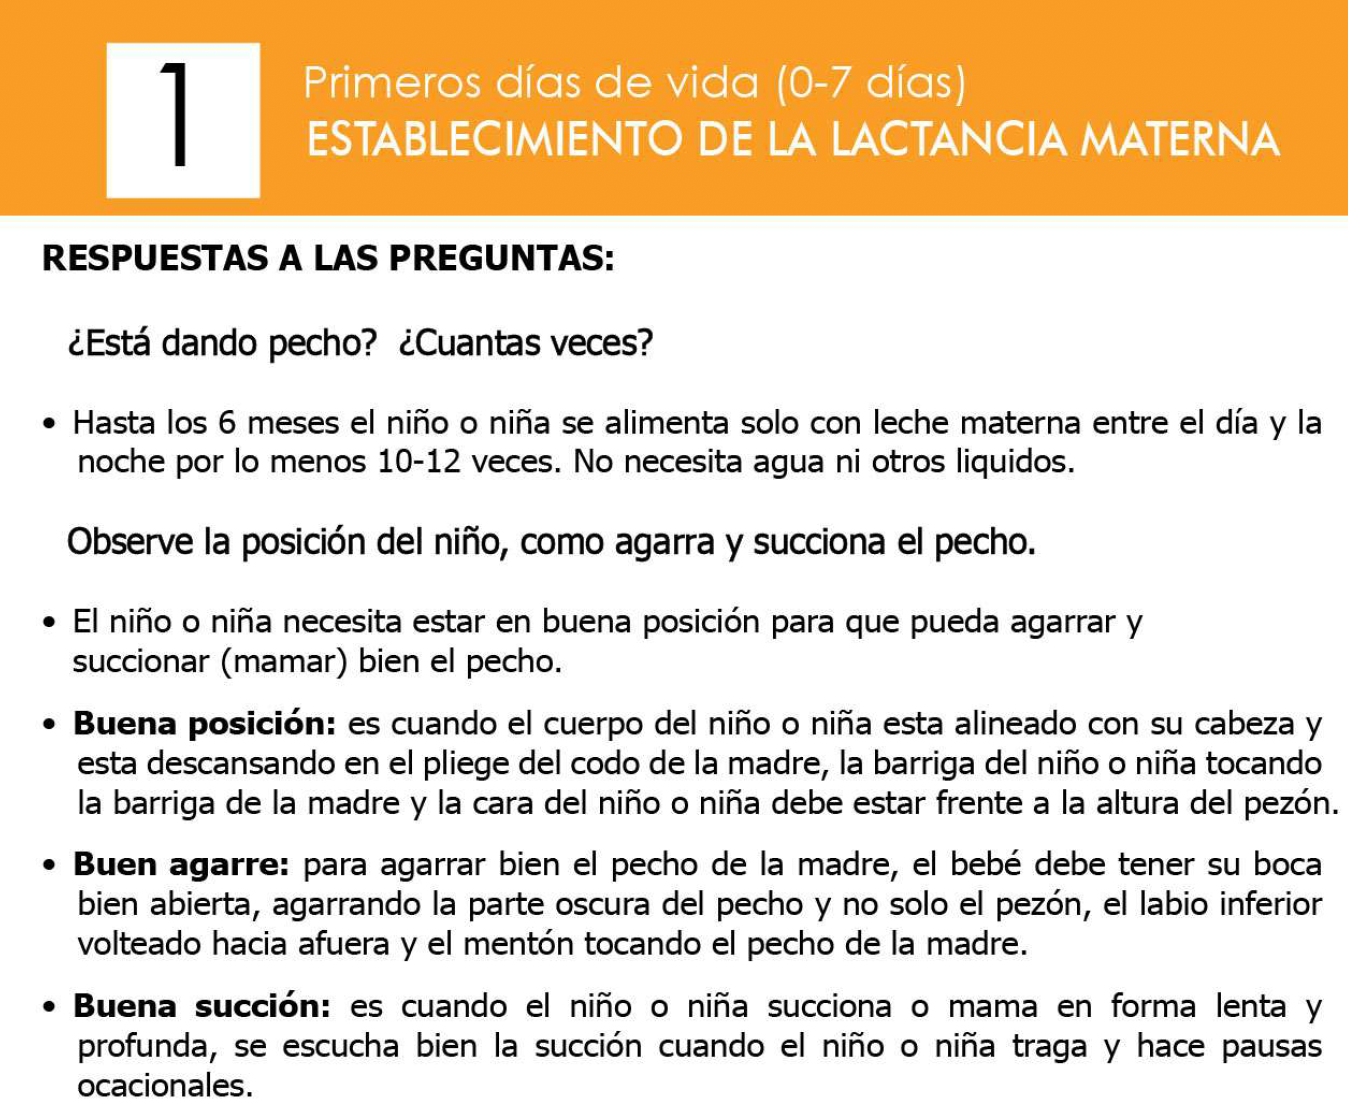 1
Primeros días de vida (0-7 días)
ESTABLECIMIENTO DE LA LACTANCIA MATERNA
RESPUESTAS A LAS PREGUNTAS:
¿Está dando pecho? ¿Cuantas veces?
• Hasta los 6 meses el niño o niña se alimenta solo con leche materna entre el día y la
noche por lo menos 10-12 veces. No necesita agua ni otros liquidos.
Observe la posición del niño, como agarra y succiona el pecho.
• El niño o niña necesita estar en buena posición para que pueda agarrar y
succionar (mamar) bien el pecho.
• Buena posición: es cuando el cuerpo del niño o niña esta alineado con su cabeza y
esta descansando en el pliege del codo de la madre, la barriga del niño o niña tocando
la barriga de la madre y la cara del niño o niña debe estar frente a la altura del pezón.
• Buen agarre: para agarrar bien el pecho de la madre, el bebé debe tener su boca
bien abierta, agarrando la parte oscura del pecho y no solo el pezón, el labio inferior
volteado hacia afuera y el mentón tocando el pecho de la madre.
• Buena succión: es cuando el niño o niña succiona o mama en forma lenta y
profunda, se escucha bien la succión cuando el niño o niña traga y hace pausas
ocacionales.